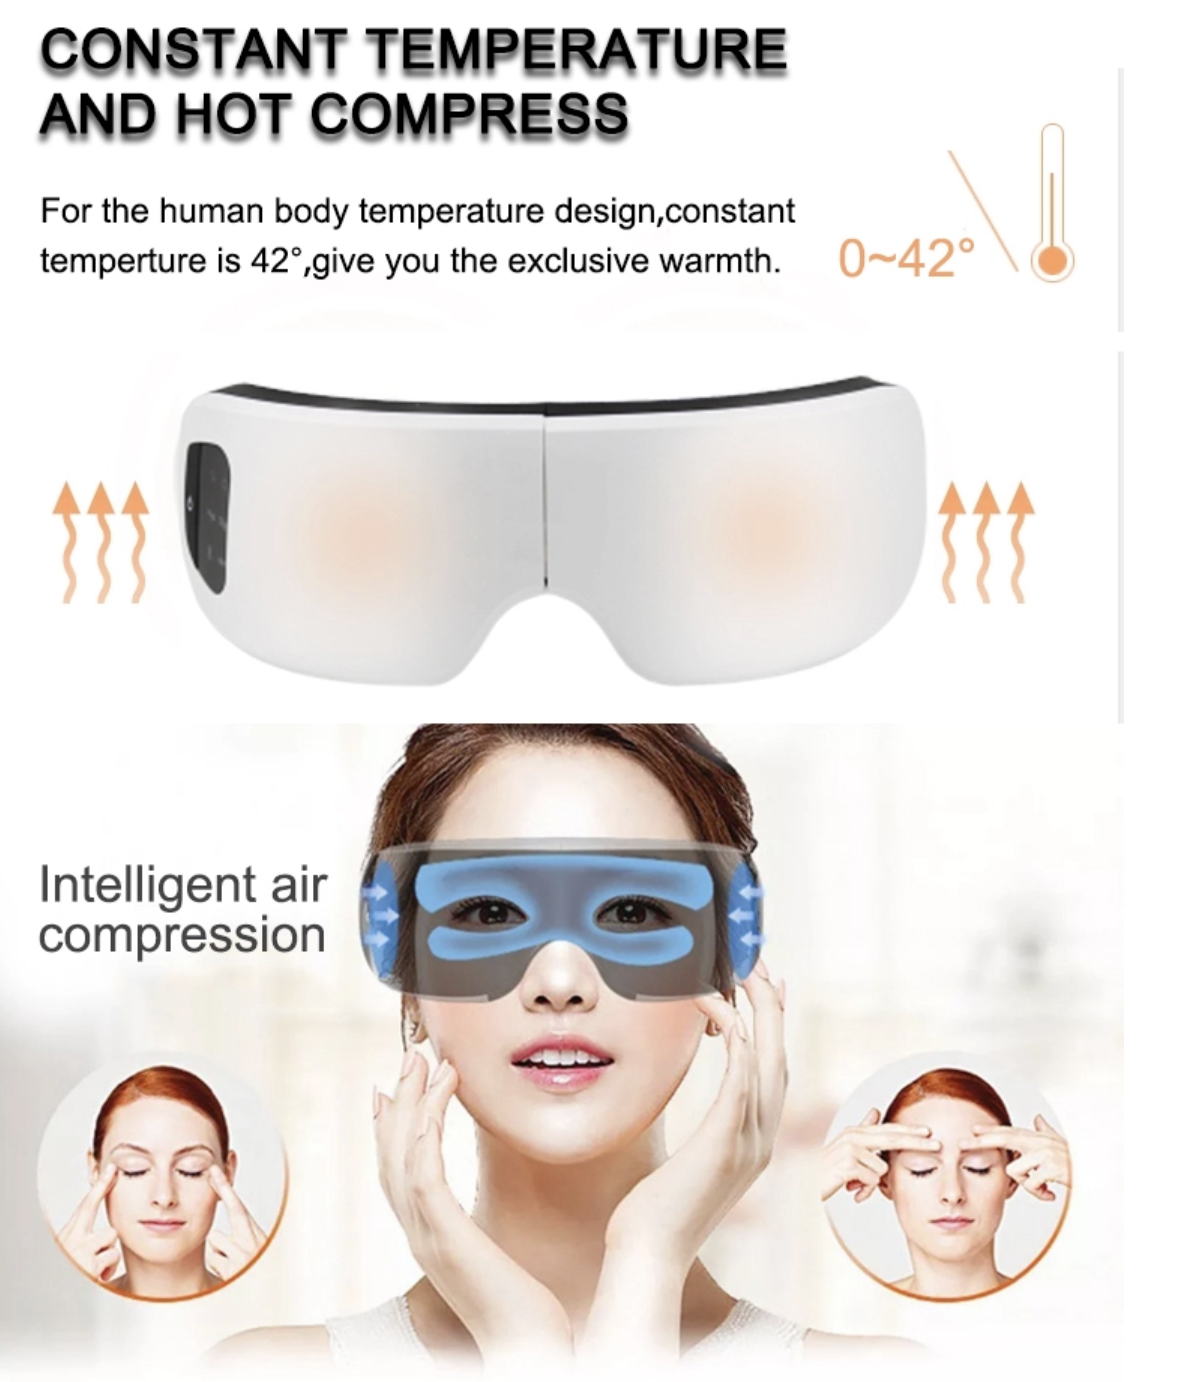 CONSTANT TEMPERATURE
AND HOT COMPRESS
For the human body temperature design,constant
temperture is 42°,give you the exclusive warmth.
0~42°
Intelligent air
compression